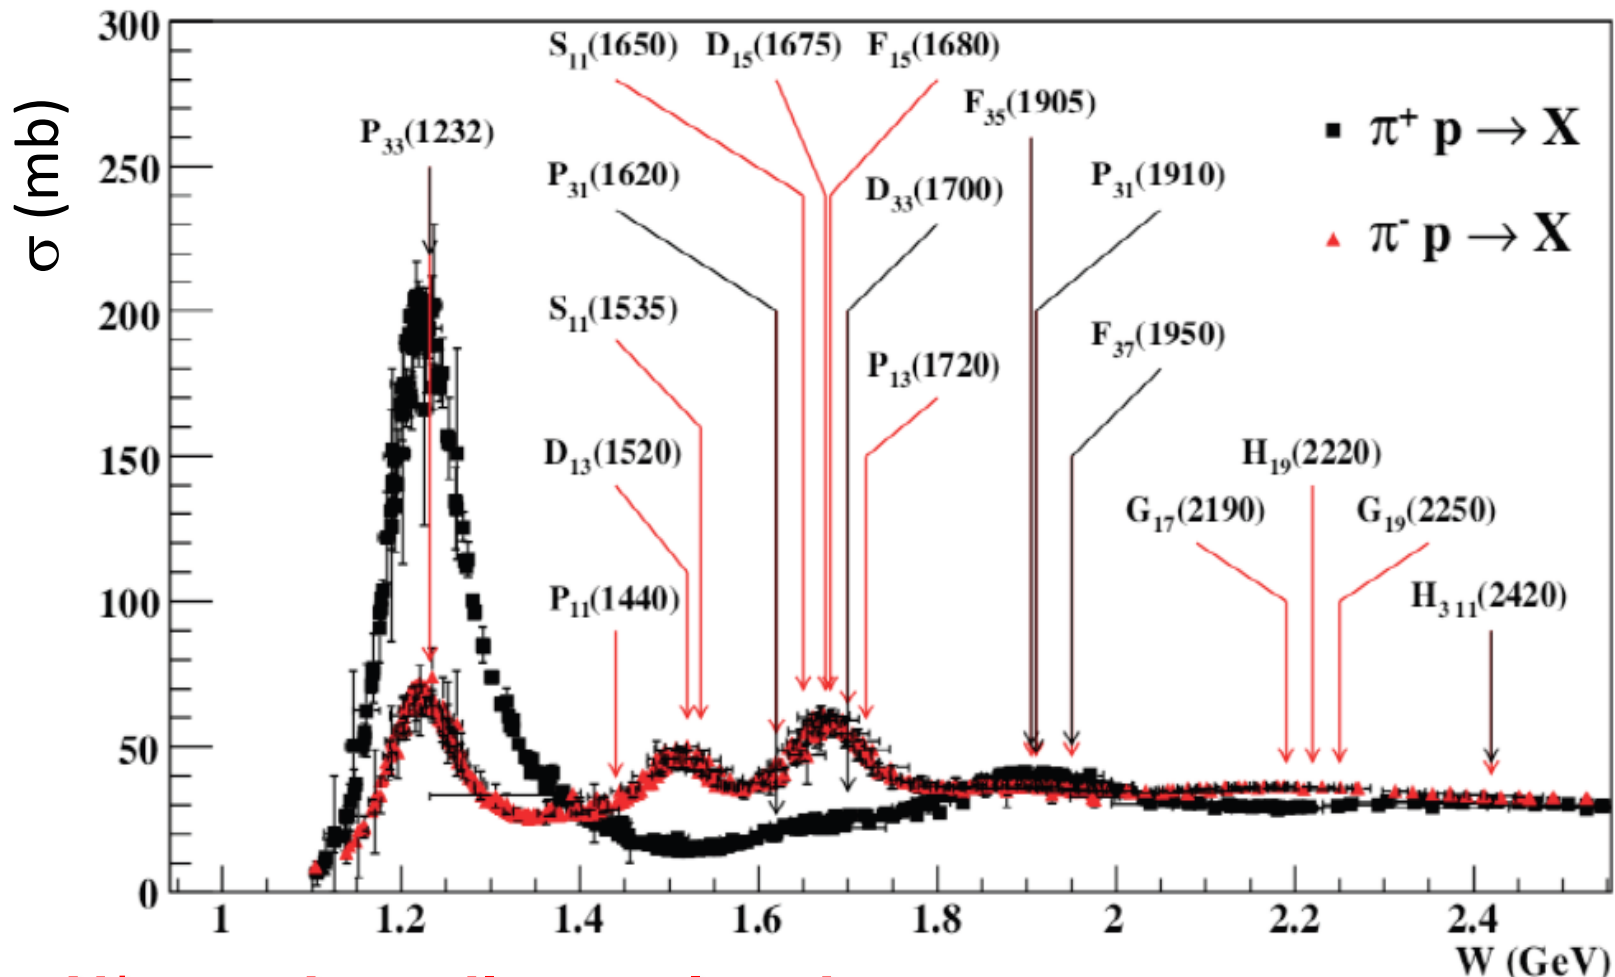 300
250
200
150
100
50
0
σ (mb)
S₁₁(1650) D₁₅(1675) F₁₅(1680)
F₃₅(1905)
P₃₃(1232)
P₃₁(1620)
D₃₃(1700)
P₃₁(1910)
S₁₁(1535)
F₃₇(1950)
P₁₃(1720)
D₁₃(1520)
H₁₉(2220)
G₁₇(2190)
G₁₉(2250)
P₁₁(1440)
H₃ ₁₁(2420)
π⁺ p → X
π⁻ p → X
1 1.2 1.4 1.6 1.8 2 2.2 2.4
W (GeV)